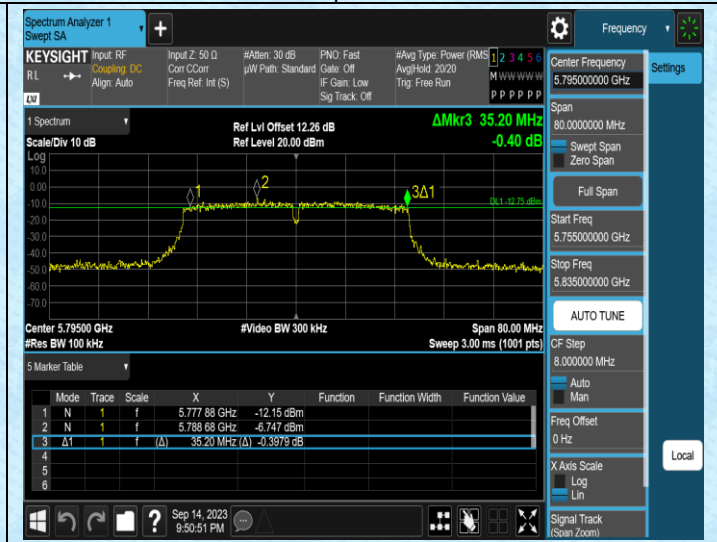 Spectrum Analyzer 1
Swept SA
+
Frequency
KEYSIGHT
RL
LXI
Input: RF
Coupling: DC
Align: Auto
Input Z: 50 Ω
Corr CCorr
Freq Ref: Int (S)
#Atten: 30 dB
µW Path: Standard
PNO: Fast
Gate: Off
IF Gain: Low
Sig Track: Off
#Avg Type: Power (RMS
Avg|Hold: 20/20
Trig: Free Run
1 2 3 4 5 6
M W W W W W
P P P P P P
Center Frequency
5.795000000 GHz
Settings
1 Spectrum
Scale/Div 10 dB
Ref Lvl Offset 12.26 dB
Ref Level 20.00 dBm
ΔMkr3 35.20 MHz
-0.40 dB
Log
10.0
0.00
-10.0
-20.0
-30.0
-40.0
-50.0
-60.0
-70.0
1
2
3Δ1
DL1 -12.75 dBm
Center 5.79500 GHz
#Res BW 100 kHz
#Video BW 300 kHz
Span 80.00 MHz
Sweep 3.00 ms (1001 pts)
Span
80.0000000 MHz
Swept Span
Zero Span
Full Span
Start Freq
5.755000000 GHz
Stop Freq
5.835000000 GHz
AUTO TUNE
CF Step
8.000000 MHz
Auto
Man
Freq Offset
0 Hz
X Axis Scale
Log
Lin
Signal Track
(Span Zoom)
Local
5 Marker Table
Mode Trace Scale X Y Function Function Width Function Value
1 N 1 f 5.777 88 GHz -12.15 dBm
2 N 1 f 5.788 68 GHz -6.747 dBm
3 Δ1 1 f (Δ) 35.20 MHz (Δ) -0.3979 dB
4
5
6
?
Sep 14, 2023
9:50:51 PM